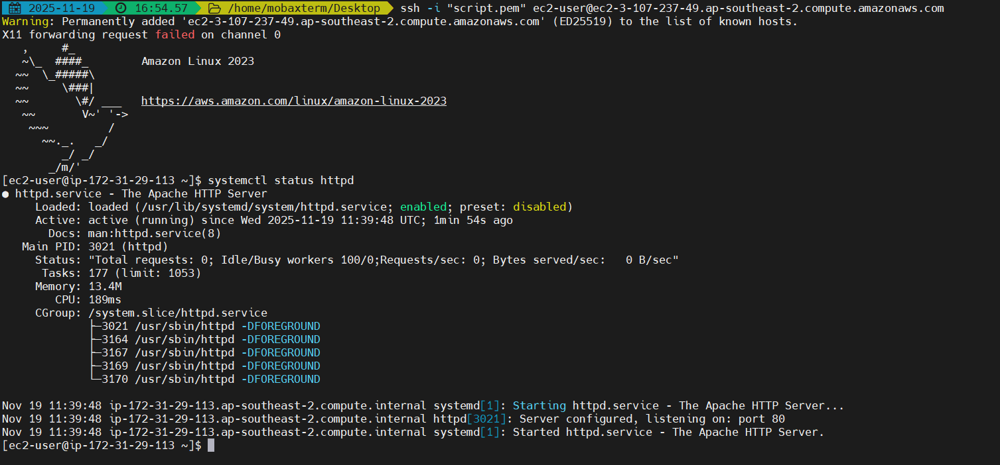 2025-11-19 16:54.57 /home/mobaxterm/Desktop ssh -i "script.pem" ec2-user@ec2-3-107-237-49.ap-southeast-2.compute.amazonaws.com
Warning: Permanently added 'ec2-3-107-237-49.ap-southeast-2.compute.amazonaws.com' (ED25519) to the list of known hosts.
X11 forwarding request failed on channel 0
   ,     #_
   ~\_  ####_        Amazon Linux 2023
  ~~  \_#####\
  ~~     \###|
  ~~       \#/ ___   https://aws.amazon.com/linux/amazon-linux-2023
   ~~       V~' '->
    ~~~         /
      ~~._.   _/
         _/ _/
       _/m/'
[ec2-user@ip-172-31-29-113 ~]$ systemctl status httpd
● httpd.service - The Apache HTTP Server
     Loaded: loaded (/usr/lib/systemd/system/httpd.service; enabled; preset: disabled)
     Active: active (running) since Wed 2025-11-19 11:39:48 UTC; 1min 54s ago
       Docs: man:httpd.service(8)
   Main PID: 3021 (httpd)
     Status: "Total requests: 0; Idle/Busy workers 100/0;Requests/sec: 0; Bytes served/sec:   0 B/sec"
      Tasks: 177 (limit: 1053)
     Memory: 13.4M
        CPU: 189ms
     CGroup: /system.slice/httpd.service
             ├─3021 /usr/sbin/httpd -DFOREGROUND
             ├─3164 /usr/sbin/httpd -DFOREGROUND
             ├─3167 /usr/sbin/httpd -DFOREGROUND
             ├─3169 /usr/sbin/httpd -DFOREGROUND
             └─3170 /usr/sbin/httpd -DFOREGROUND
Nov 19 11:39:48 ip-172-31-29-113.ap-southeast-2.compute.internal systemd[1]: Starting httpd.service - The Apache HTTP Server...
Nov 19 11:39:48 ip-172-31-29-113.ap-southeast-2.compute.internal httpd[3021]: Server configured, listening on: port 80
Nov 19 11:39:48 ip-172-31-29-113.ap-southeast-2.compute.internal systemd[1]: Started httpd.service - The Apache HTTP Server.
[ec2-user@ip-172-31-29-113 ~]$